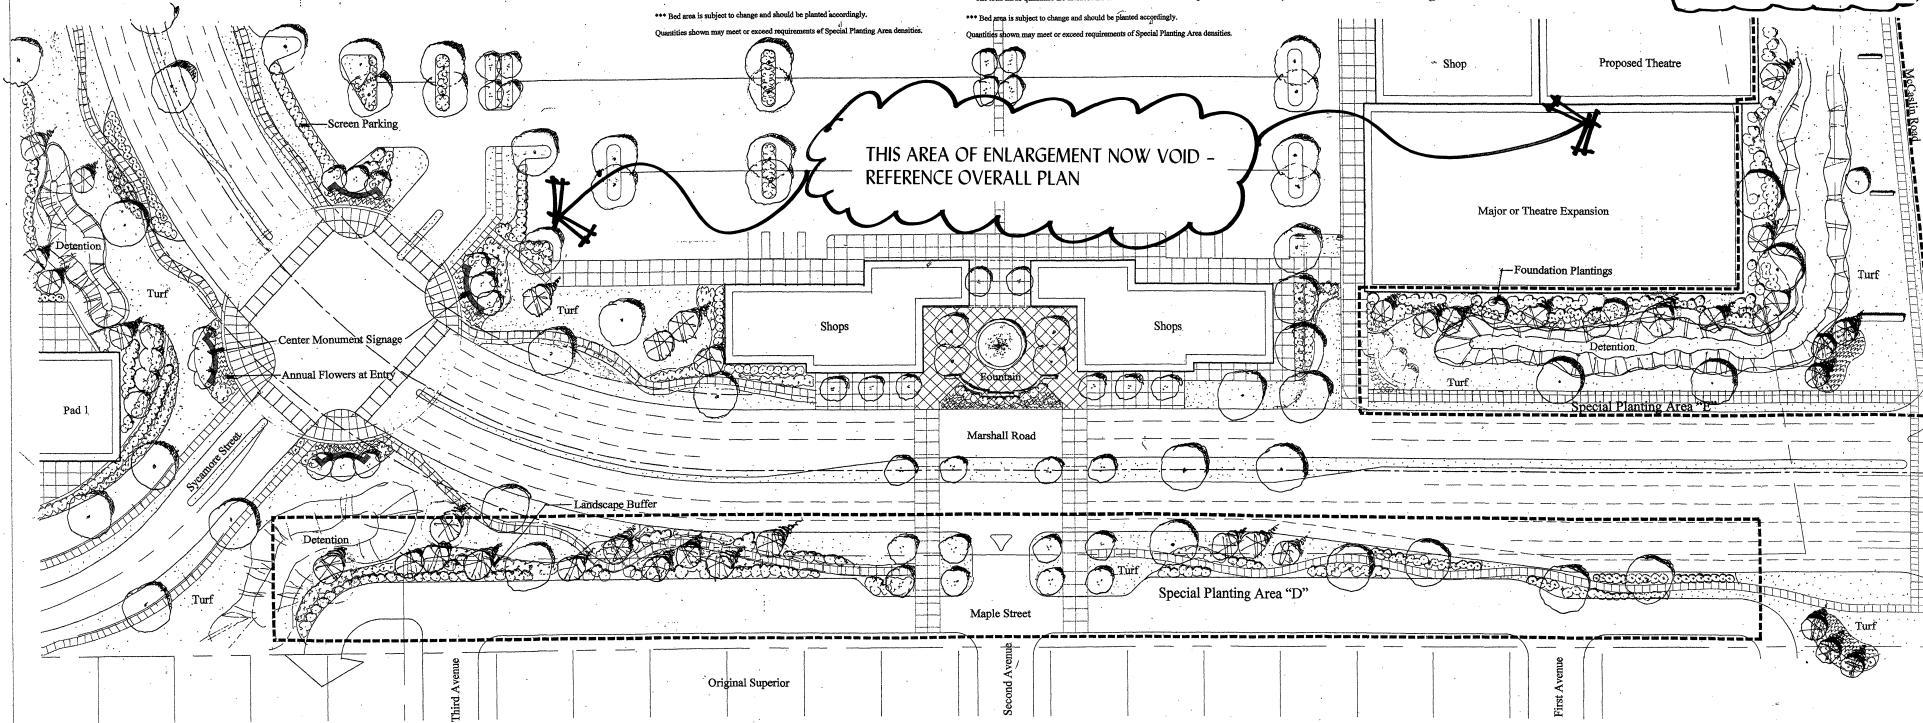 *** Bed area is subject to change and should be planted accordingly.
Quantities shown may meet or exceed requirements of Special Planting Area densities.
*** Bed area is subject to change and should be planted accordingly.
Quantities shown may meet or exceed requirements of Special Planting Area densities.
Shop
Proposed Theatre
McCaslin Road
Screen Parking
THIS AREA OF ENLARGEMENT NOW VOID –
REFERENCE OVERALL PLAN
Major or Theatre Expansion
Detention
Turf
Foundation Plantings
Turf
Turf
Shops
Shops
Center Monument Signage
Annual Flowers at Entry
Fountain
Detention
Turf
Pad 1
Special Planting Area "E"
Marshall Road
Sycamore Street
Landscape Buffer
Detention
Turf
Turf
Special Planting Area "D"
Maple Street
Turf
Third Avenue
Original Superior
Second Avenue
First Avenue